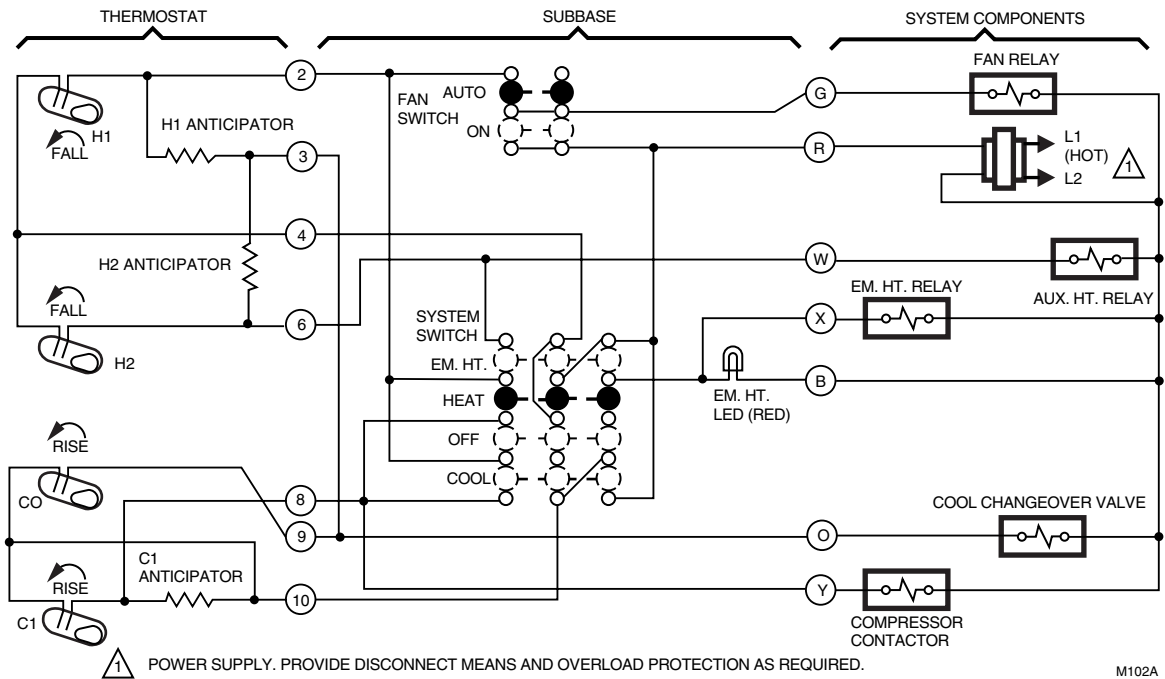 THERMOSTAT
SUBBASE
SYSTEM COMPONENTS
FAN RELAY
2
AUTO
G
FAN
SWITCH
H1
H1 ANTICIPATOR
ON
L1
(HOT)
1
FALL
3
R
L2
4
H2 ANTICIPATOR
W
EM. HT. RELAY
AUX. HT. RELAY
FALL
6
SYSTEM
SWITCH
X
H2
EM. HT.
B
HEAT
EM. HT.
LED (RED)
RISE
OFF
CO
COOL
8
COOL CHANGEOVER VALVE
9
O
C1
ANTICIPATOR
RISE
10
Y
C1
COMPRESSOR
CONTACTOR
1 POWER SUPPLY. PROVIDE DISCONNECT MEANS AND OVERLOAD PROTECTION AS REQUIRED.
M102A